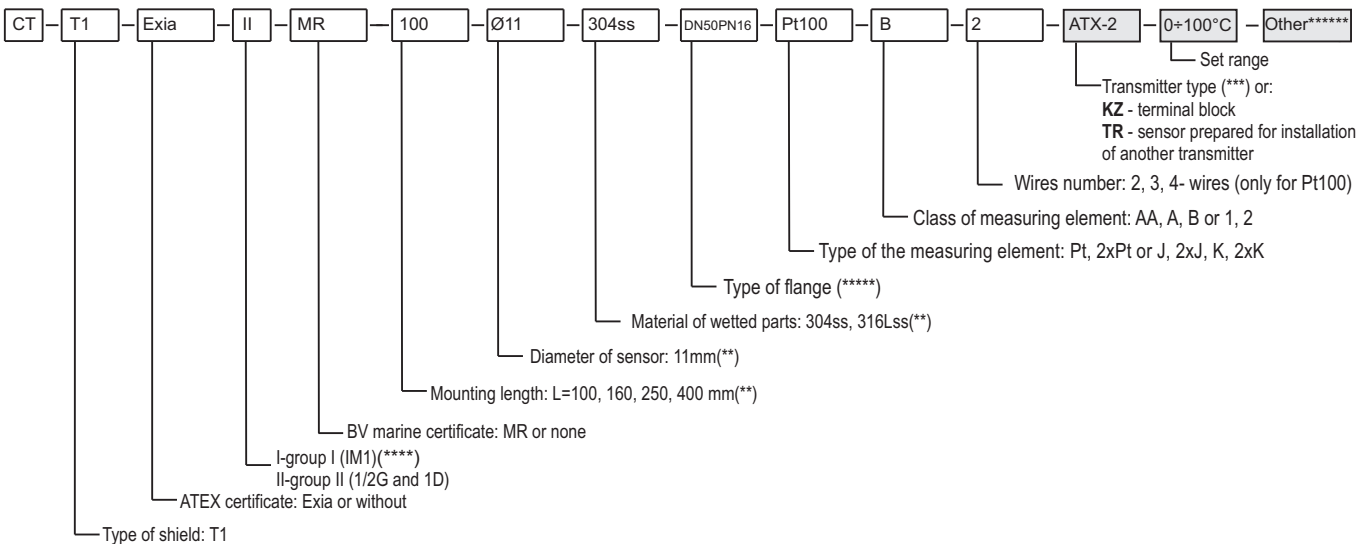 CT – T1 – Exia – II – MR – 100 – Ø11 – 304ss – DN50PN16 – Pt100 – B – 2 – ATX-2 – 0÷100°C – Other******
Set range
Transmitter type (***) or:
KZ - terminal block
TR - sensor prepared for installation
of another transmitter
Wires number: 2, 3, 4- wires (only for Pt100)
Class of measuring element: AA, A, B or 1, 2
Type of the measuring element: Pt, 2xPt or J, 2xJ, K, 2xK
Type of flange (*****)
Material of wetted parts: 304ss, 316Lss(**)
Diameter of sensor: 11mm(**)
Mounting length: L=100, 160, 250, 400 mm(**)
BV marine certificate: MR or none
I-group I (IM1)(****)
II-group II (1/2G and 1D)
ATEX certificate: Exia or without
Type of shield: T1